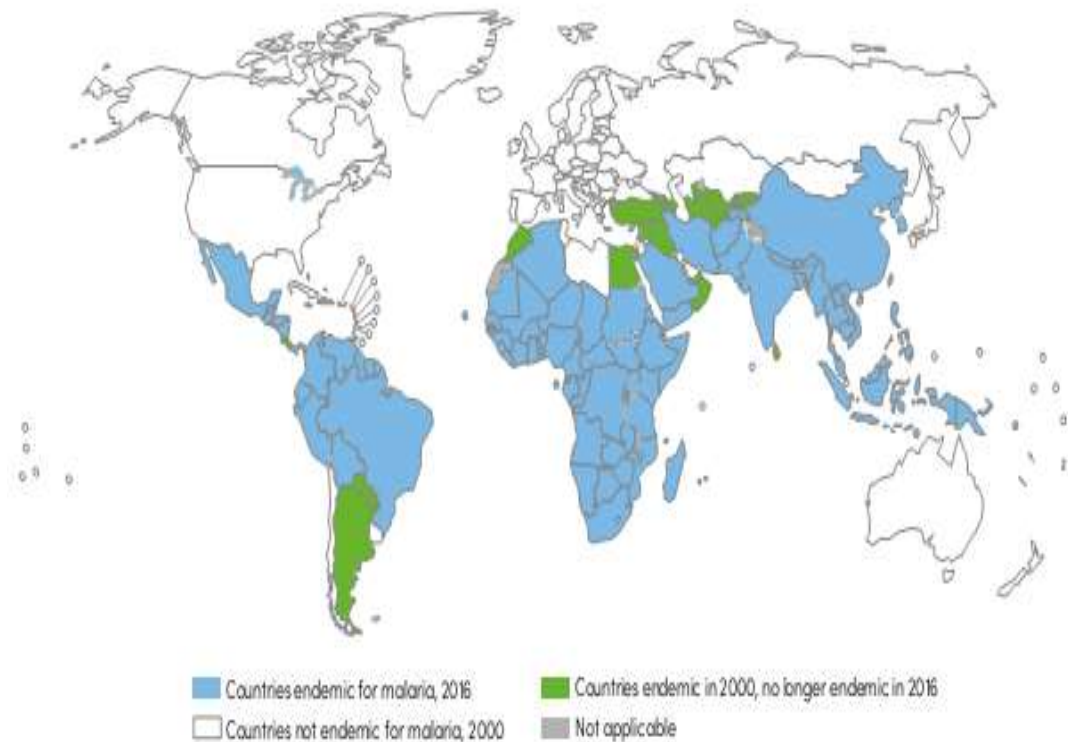 Countries endemic for malaria, 2016
Countries endemic in 2000, no longer endemic in 2016
Countries not endemic for malaria, 2000
Not applicable